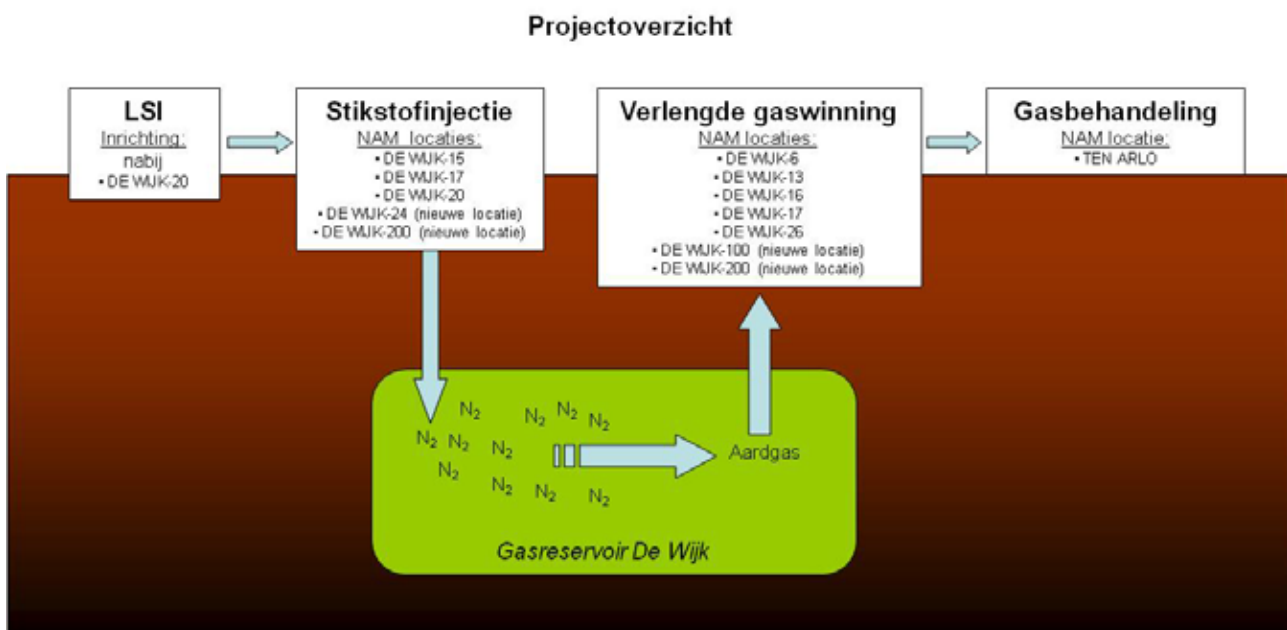 Projectoverzicht
LSI
Inrichting:
nabij
• DE WIJK-20
Stikstofinjectie
NAM locaties:
• DE WIJK-15
• DE WIJK-17
• DE WIJK-20
• DE WIJK-24 (nieuwe locatie)
• DE WIJK-200 (nieuwe locatie)
Verlengde gaswinning
NAM locaties:
• DE WIJK-6
• DE WIJK-13
• DE WIJK-16
• DE WIJK-17
• DE WIJK-26
• DE WIJK-100 (nieuwe locatie)
• DE WIJK-200 (nieuwe locatie)
Gasbehandeling
NAM locatie:
• TEN ARLO
N₂
N₂
N₂
N₂
N₂
N₂
N₂
N₂
N₂
N₂
N₂
Aardgas
Gasreservoir De Wijk